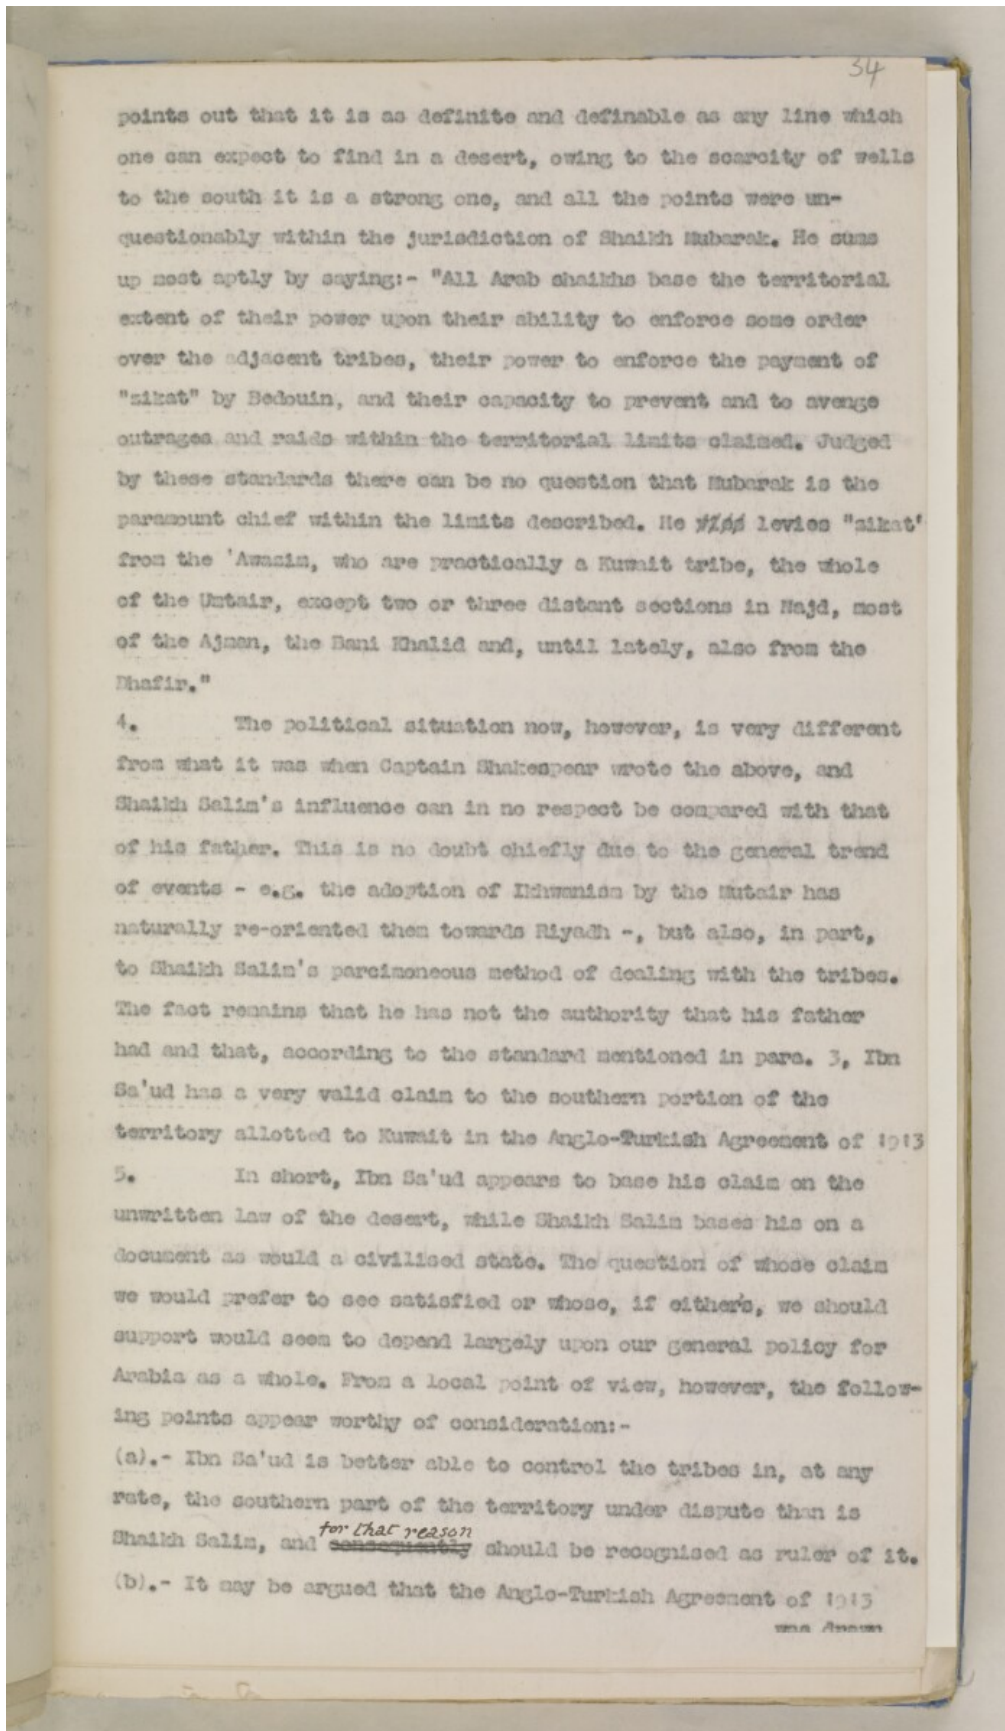 34
points out that it is as definite and definable as any line which
one can expect to find in a desert, owing to the scarcity of wells
to the south it is a strong one, and all the points were un-
questionably within the jurisdiction of Shaikh Mubarak. He sums
up most aptly by saying:- "All Arab shaikhs base the territorial
extent of their power upon their ability to enforce some order
over the adjacent tribes, their power to enforce the payment of
"zikat" by Bedouin, and their capacity to prevent and to avenge
outrages and raids within the territorial limits claimed. Judged
by these standards there can be no question that Mubarak is the
paramount chief within the limits described. He levies "zikat'
from the 'Awazim, who are practically a Kuwait tribe, the whole
of the Umtair, except two or three distant sections in Najd, most
of the Ajman, the Bani Khalid and, until lately, also from the
Dhafir."
4. The political situation now, however, is very different
from what it was when Captain Shakespear wrote the above, and
Shaikh Salim's influence can in no respect be compared with that
of his father. This is no doubt chiefly due to the general trend
of events - e.g. the adoption of Ikhwanism by the Mutair has
naturally re-oriented them towards Riyadh -, but also, in part,
to Shaikh Salim's parcimoneous method of dealing with the tribes.
The fact remains that he has not the authority that his father
had and that, according to the standard mentioned in para. 3, Ibn
Sa'ud has a very valid claim to the southern portion of the
territory allotted to Kuwait in the Anglo-Turkish Agreement of 1913
5. In short, Ibn Sa'ud appears to base his claim on the
unwritten law of the desert, while Shaikh Salim bases his on a
document as would a civilised state. The question of whose claim
we would prefer to see satisfied or whose, if either's, we should
support would seem to depend largely upon our general policy for
Arabia as a whole. From a local point of view, however, the follow-
ing points appear worthy of consideration:-
(a).- Ibn Sa'ud is better able to control the tribes in, at any
rate, the southern part of the territory under dispute than is
for that reason
Shaikh Salim, and consequently should be recognised as ruler of it.
(b).- It may be argued that the Anglo-Turkish Agreement of 1913
was drawn